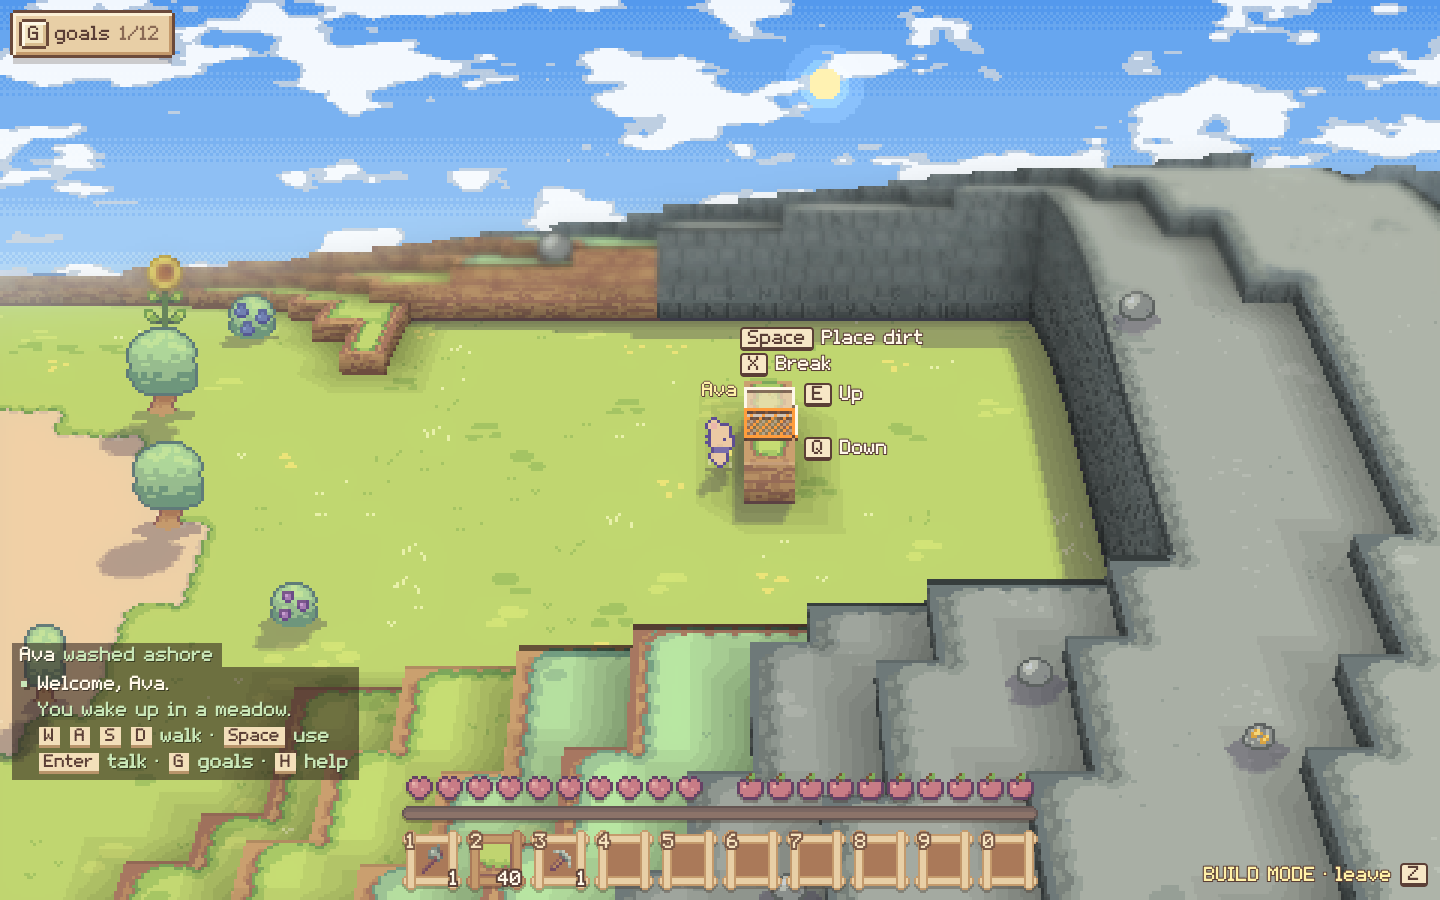 G goals 1/12
Space Place dirt
X Break
Ava
E Up
Q Down
Ava washed ashore
Welcome, Ava.
You wake up in a meadow.
W A S D walk · Space use
Enter talk · G goals · H help
1 2 3 4 5 6 7 8 9 0
1 40 1
BUILD MODE · leave Z